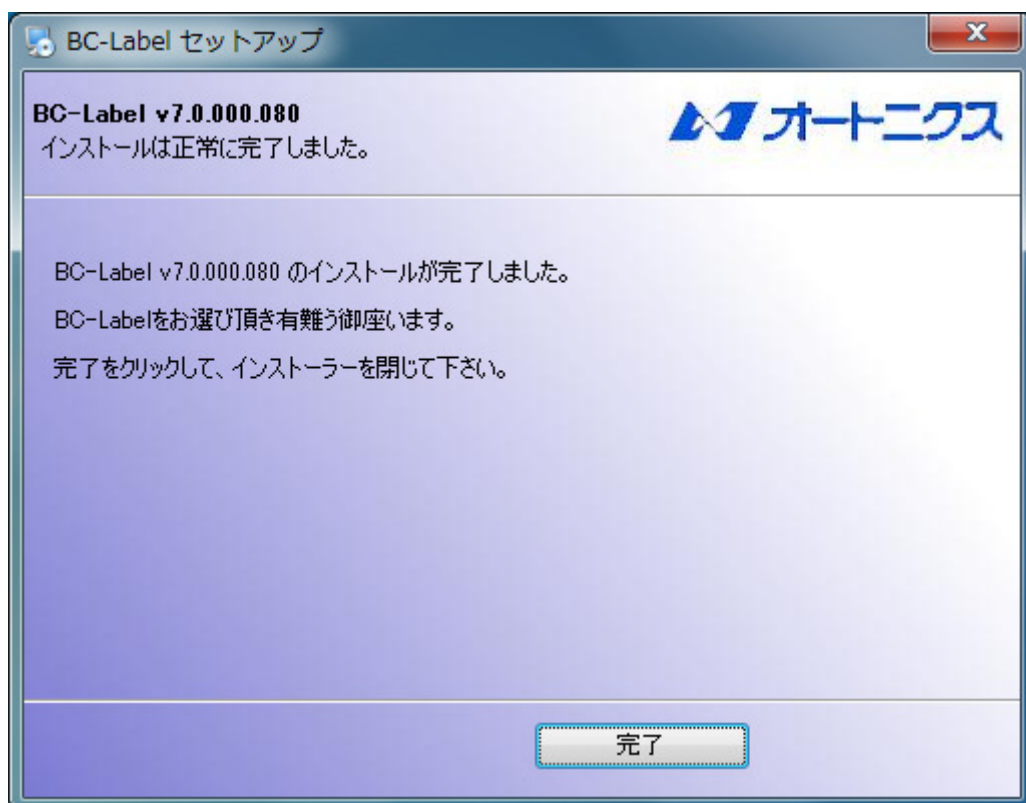 BC-Label セットアップ
BC-Label v7.0.000.080
インストールは正常に完了しました。
オートニクス
BC-Label v7.0.000.080 のインストールが完了しました。
BC-Labelをお選び頂き有難う御座います。
完了をクリックして、インストーラーを閉じて下さい。
完了